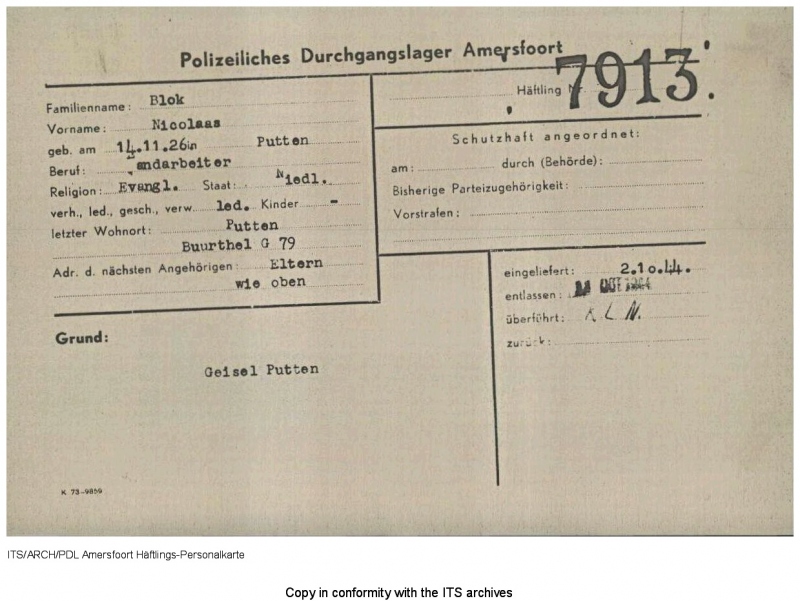 Polizeiliches Durchgangslager Amersfoort
Häftling Nr. 7913
Familienname: Blok
Vorname: Nicolaas
geb. am 14.11.26 in Putten
Beruf: andarbeiter
Religion: Evangl. Staat: Niedl.
verh., led., gesch., verw. led. Kinder -
letzter Wohnort: Putten
Buurthel G 79
Adr. d. nächsten Angehörigen: Eltern
wie oben
Schutzhaft angeordnet:
am: durch (Behörde):
Bisherige Parteizugehörigkeit:
Vorstrafen:
eingeliefert: 2.10.44.
entlassen: OKT 1944
überführt: K L N.
zurück:
Grund:
Geisel Putten
K 73-9859
ITS/ARCH/PDL Amersfoort Häftlings-Personalkarte
Copy in conformity with the ITS archives